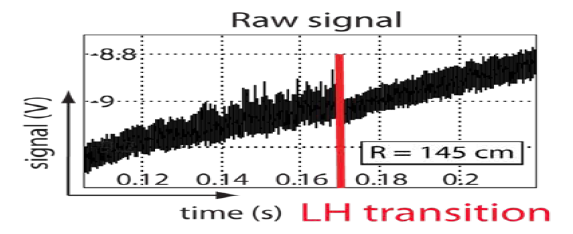 Raw signal
-8.8
-9
signal (V)
R = 145 cm
0.12 0.14 0.16 0.18 0.2
time (s) LH transition